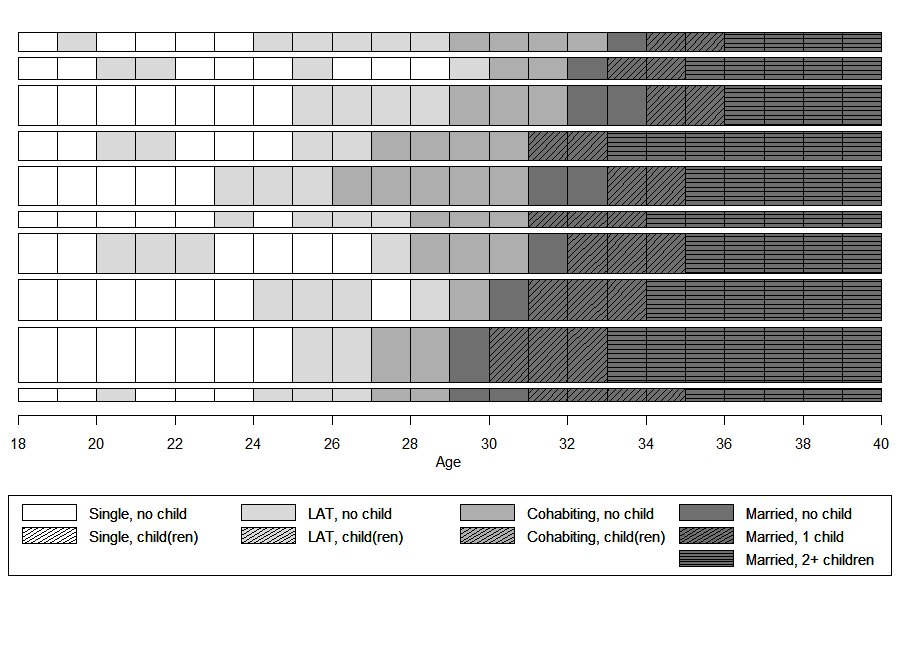 18 20 22 24 26 28 30 32 34 36 38 40
Age
Single, no child LAT, no child Cohabiting, no child Married, no child
Single, child(ren) LAT, child(ren) Cohabiting, child(ren) Married, 1 child
Married, 2+ children